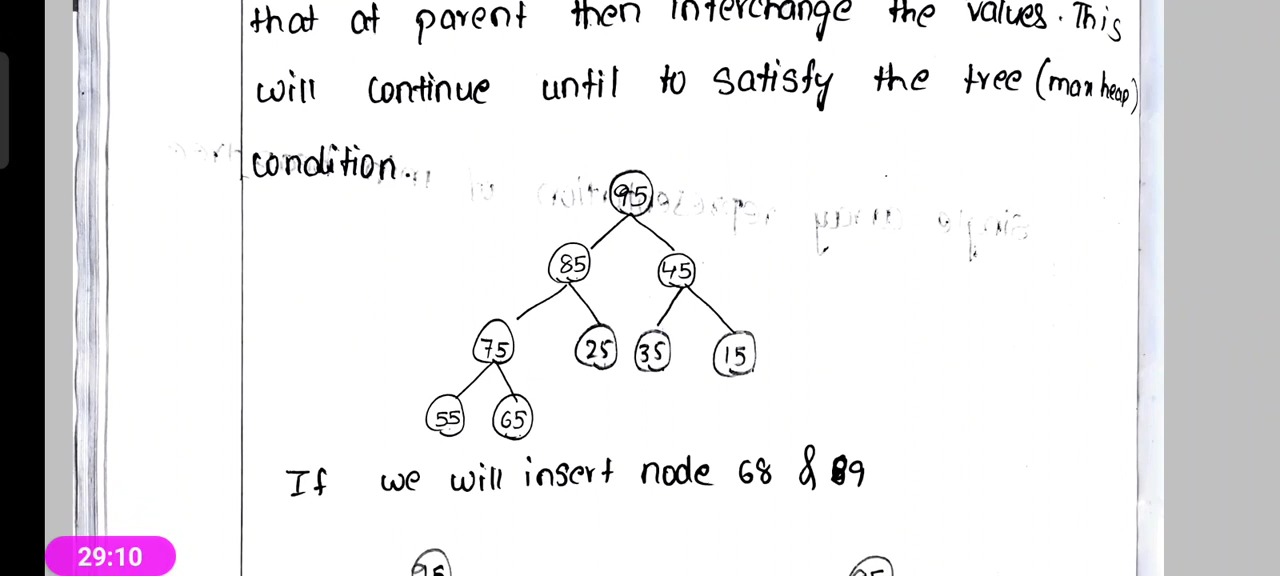 that at parent then interchange the values. This
will continue until to satisfy the tree (max heap)
condition.
95
85 45
75 25 35 15
55 65
If we will insert node 68 & 89
29:10